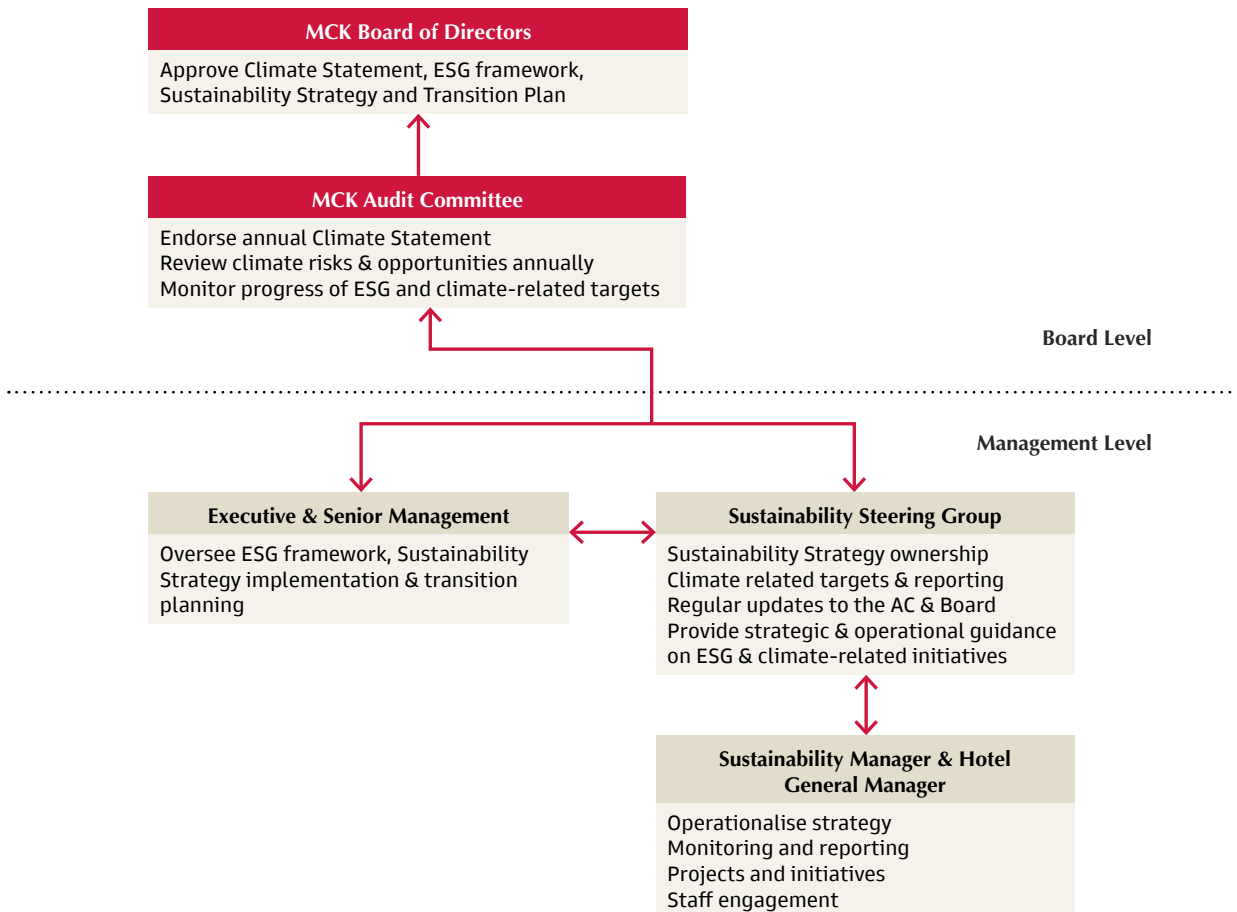 MCK Board of Directors
Approve Climate Statement, ESG framework,
Sustainability Strategy and Transition Plan
MCK Audit Committee
Endorse annual Climate Statement
Review climate risks & opportunities annually
Monitor progress of ESG and climate-related targets
Board Level
Management Level
Executive & Senior Management
Oversee ESG framework, Sustainability
Strategy implementation & transition
planning
Sustainability Steering Group
Sustainability Strategy ownership
Climate related targets & reporting
Regular updates to the AC & Board
Provide strategic & operational guidance
on ESG & climate-related initiatives
Sustainability Manager & Hotel
General Manager
Operationalise strategy
Monitoring and reporting
Projects and initiatives
Staff engagement